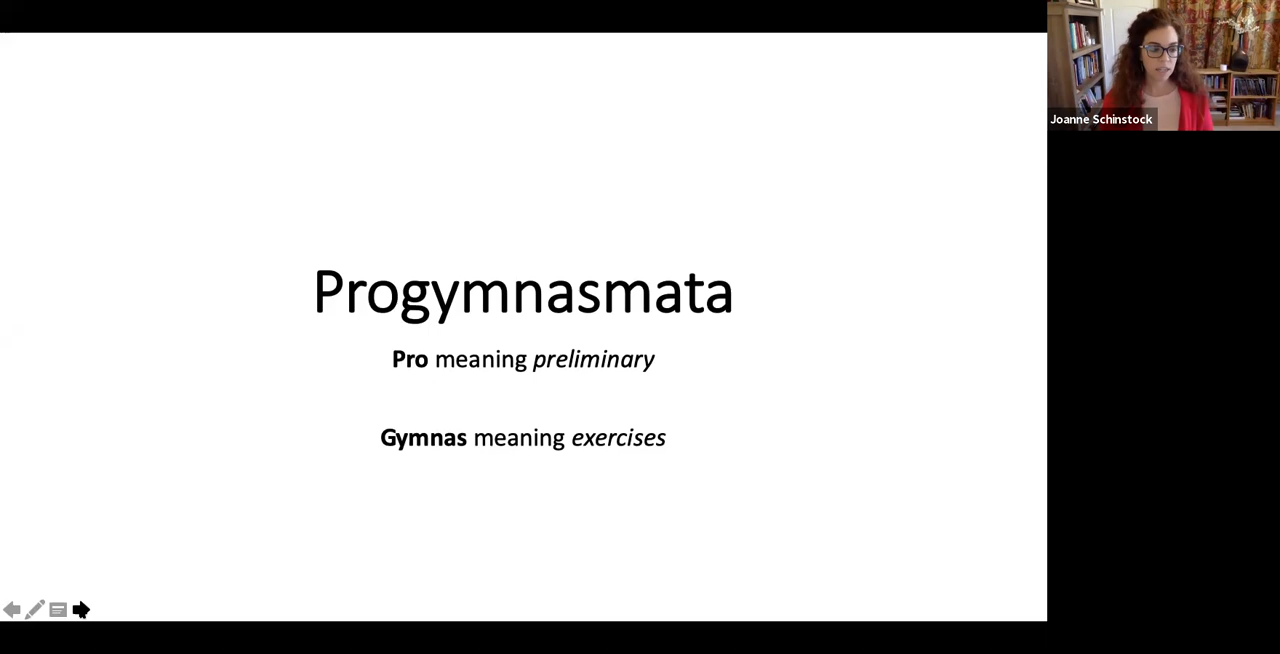 Progymnasmata
Pro meaning preliminary
Gymnas meaning exercises
Joanne Schinstock